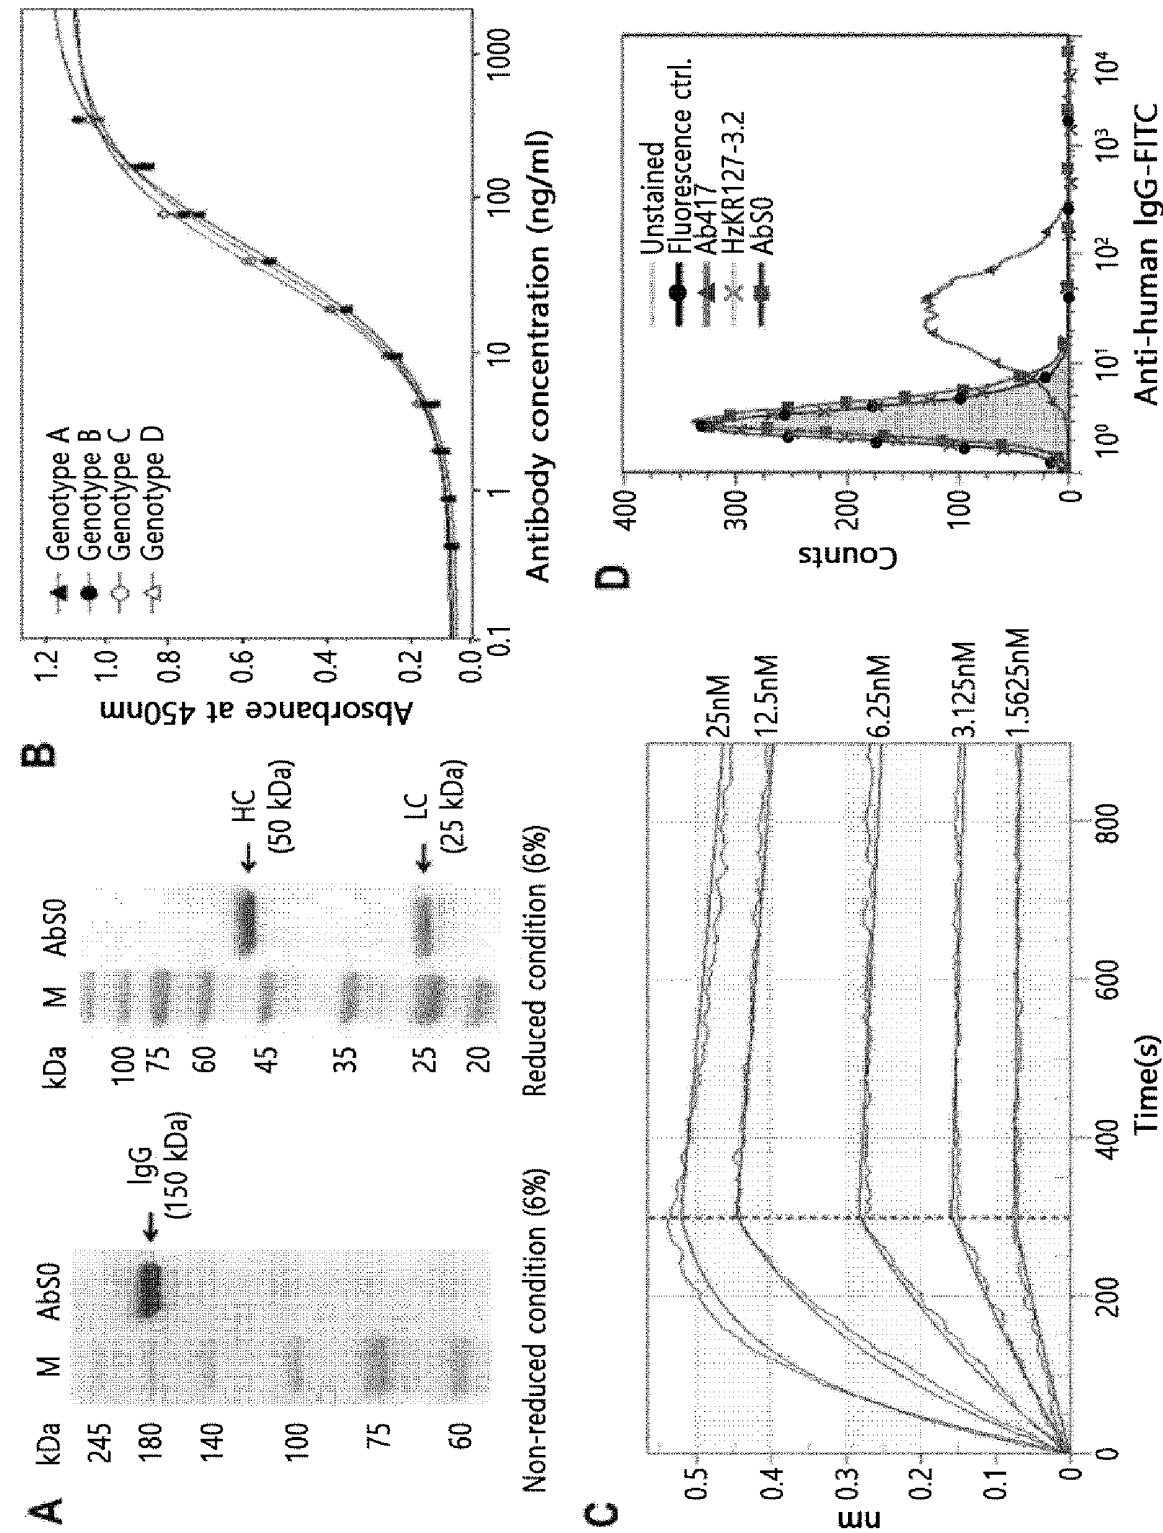 A
kDa M AbS0
245
180
140
100
75
60
IgG
(150 kDa)
Non-reduced condition (6%)
kDa M AbS0
100
75
60
45
35
25
20
HC
(50 kDa)
LC
(25 kDa)
Reduced condition (6%)
B
Genotype A
Genotype B
Genotype C
Genotype D
Absorbance at 450nm
1.2
1.0
0.8
0.6
0.4
0.2
0.0
0.1 1 10 100 1000
Antibody concentration (ng/ml)
C
nm
0.5
0.4
0.3
0.2
0.1
0
0 200 400 600 800
Time(s)
25nM
12.5nM
6.25nM
3.125nM
1.5625nM
D
Counts
400
300
200
100
0
10⁰ 10¹ 10² 10³ 10⁴
Anti-human IgG-FITC
Unstained
Fluorescence ctrl.
Ab417
HzKR127-3.2
AbS0